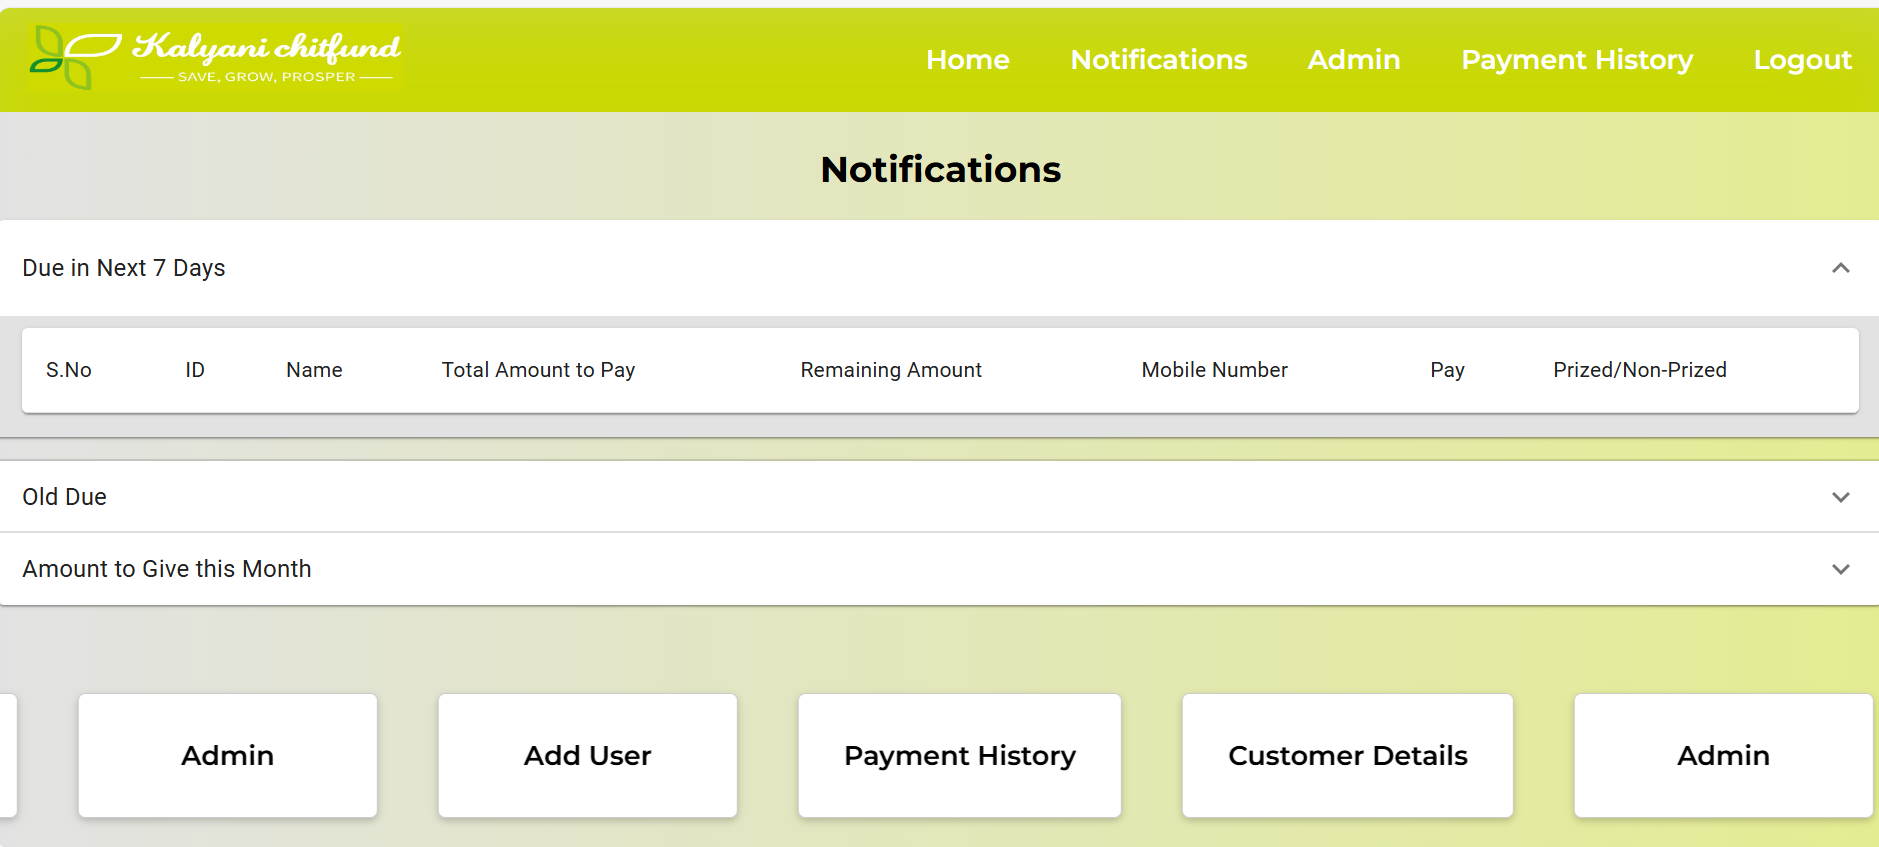 Kalyani chitfund
SAVE, GROW, PROSPER
Home Notifications Admin Payment History Logout
Notifications
Due in Next 7 Days
S.No ID Name Total Amount to Pay Remaining Amount Mobile Number Pay Prized/Non-Prized
Old Due
Amount to Give this Month
Admin Add User Payment History Customer Details Admin